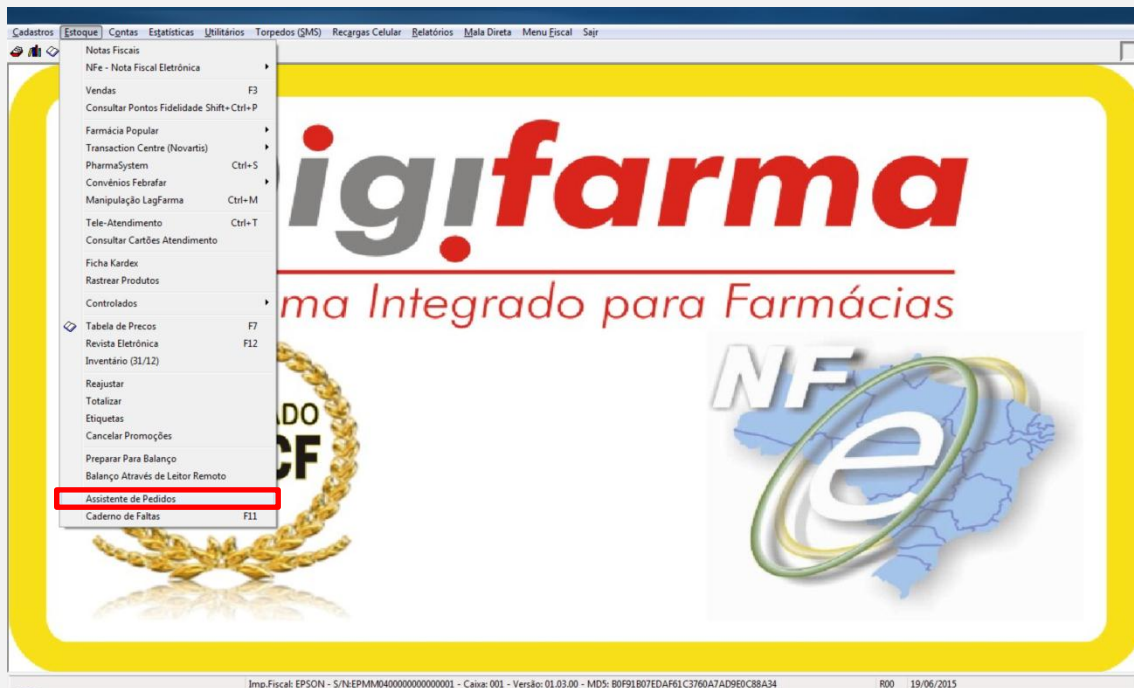 Cadastros Estoque Contas Estatísticas Utilitários Torpedos (SMS) Recargas Celular Relatórios Mala Direta Menu Fiscal Sair
Notas Fiscais
NFe - Nota Fiscal Eletrônica
Vendas F3
Consultar Pontos Fidelidade Shift+Ctrl+P
Farmácia Popular
Transaction Centre (Novartis)
PharmaSystem Ctrl+S
Convênios Febrafar
Manipulação LagFarma Ctrl+M
Tele-Atendimento Ctrl+T
Consultar Cartões Atendimento
Ficha Kardex
Rastrear Produtos
Controlados
Tabela de Precos F7
Revista Eletrônica F12
Inventário (31/12)
Reajustar
Totalizar
Etiquetas
Cancelar Promoções
Preparar Para Balanço
Balanço Através de Leitor Remoto
Assistente de Pedidos
Caderno de Faltas F11
igifarma
ma Integrado para Farmácias
ADO
CF
NF
e
Imp.Fiscal: EPSON - S/N:EPMM0400000000000001 - Caixa: 001 - Versão: 01.03.00 - MD5: B0F91B07EDAF61C3760A7AD9E0C88A34 R00 19/06/2015